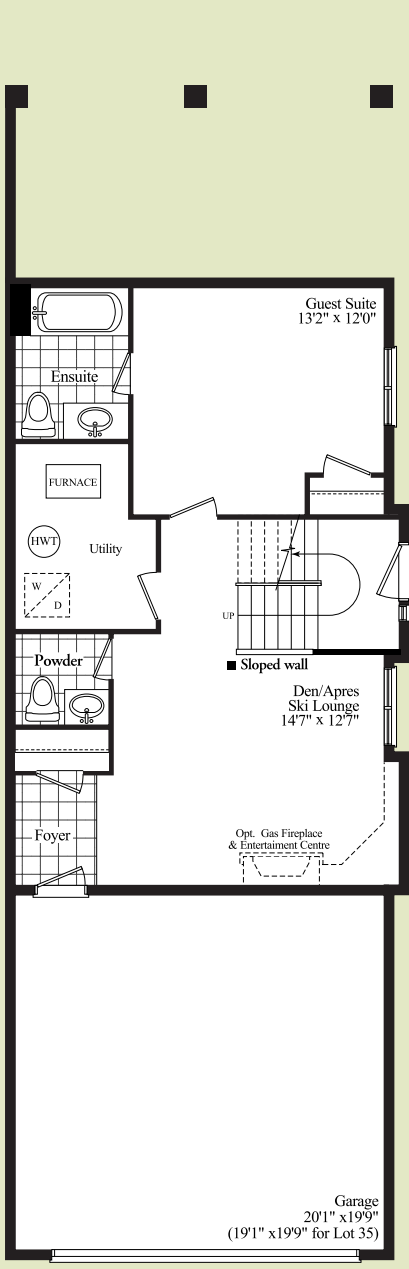 Guest Suite
13'2" x 12'0"
Ensuite
FURNACE
HWT
Utility
W
D
UP
Powder
Sloped wall
Den/Apres
Ski Lounge
14'7" x 12'7"
Foyer
Opt. Gas Fireplace
& Entertaiment Centre
Garage
20'1" x19'9"
(19'1" x19'9" for Lot 35)